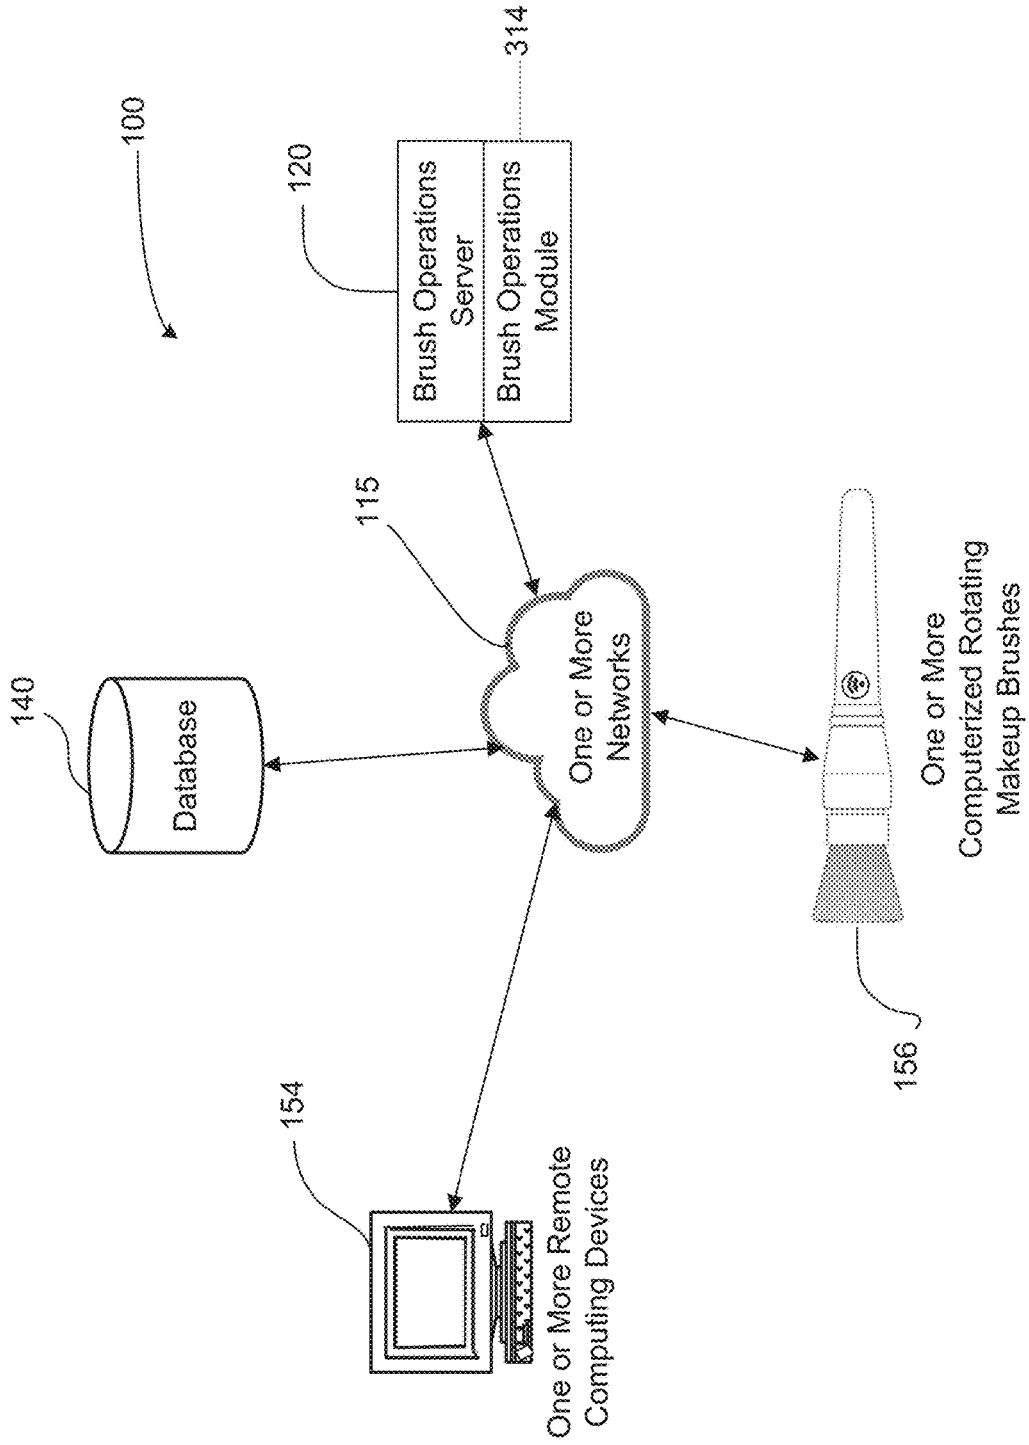 100
140
Database
120
314
Brush Operations
Server
Brush Operations
Module
115
One or More
Networks
154
One or More Remote
Computing Devices
156
One or More
Computerized Rotating
Makeup Brushes